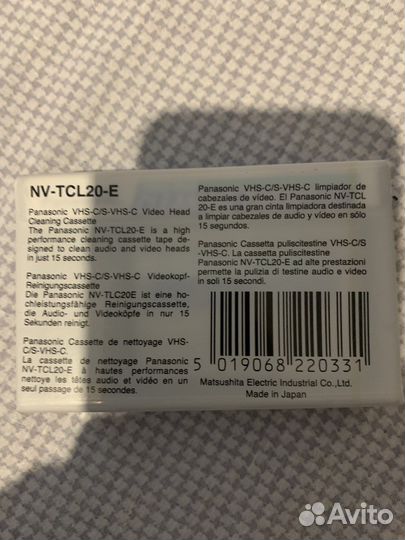 NV-TCL20-E
Panasonic VHS-C/S-VHS-C Video Head
Cleaning Cassette
The Panasonic NV-TCL20-E is a high
performance cleaning cassette tape de-
signed to clean audio and video heads
in just 15 seconds.
Panasonic VHS-C/S-VHS-C Videokopf-
Reinigungscassette
Die Panasonic NV-TLC20E ist eine ho-
chleistungsfähige Reinigungscassette,
die Audio- und Videoköpfe in nur 15
Sekunden reinigt.
Panasonic Cassette de nettoyage VHS-
C/S-VHS-C.
La cassette de nettoyage Panasonic
NV-TCL20-E à hautes performances
nettoye les têtes audio et vidéo en un
seul passage de 15 secondes.
Panasonic VHS-C/S-VHS-C limpiador de
cabezales de vídeo. El Panasonic NV-TCL
20-E es una gran cinta limpiadora destinada
a limpiar cabezales de audio y vídeo en sólo
15 segundos.
Panasonic Cassetta puliscitestine VHS-C/S
-VHS-C. La cassetta puliscitestine
Panasonic NV-TCL20-E ad alte prestazioni
permette la pulizia di testine audio e video
in soli 15 secondi.
5 019068 220331
Matsushita Electric Industrial Co.,Ltd.
Made in Japan
Avito